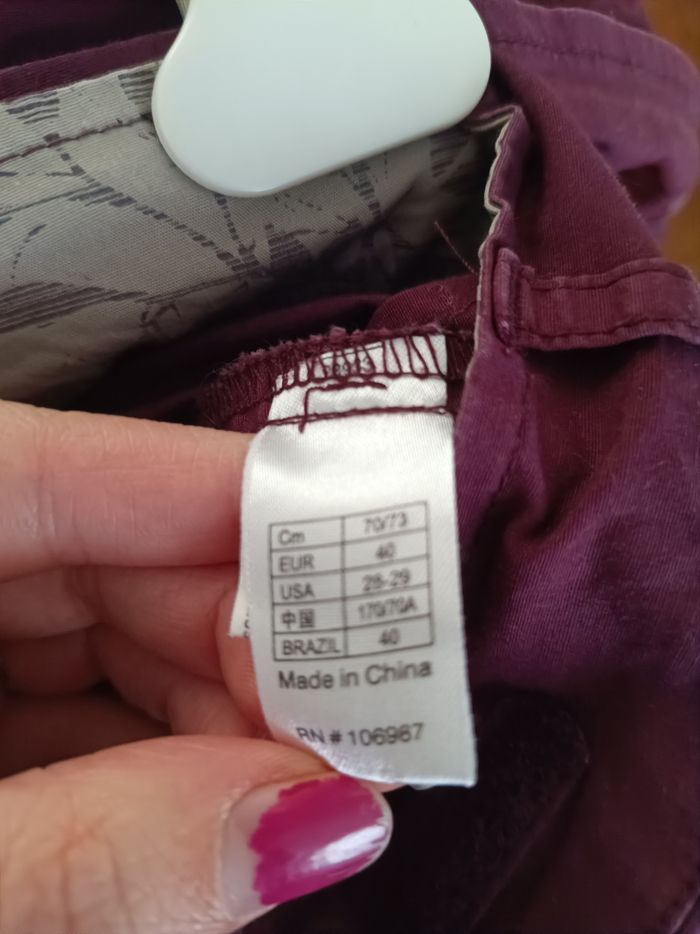 Cm 70/73
EUR 40
USA 28-29
中国 170/70A
BRAZIL 40
Made in China
RN # 106987